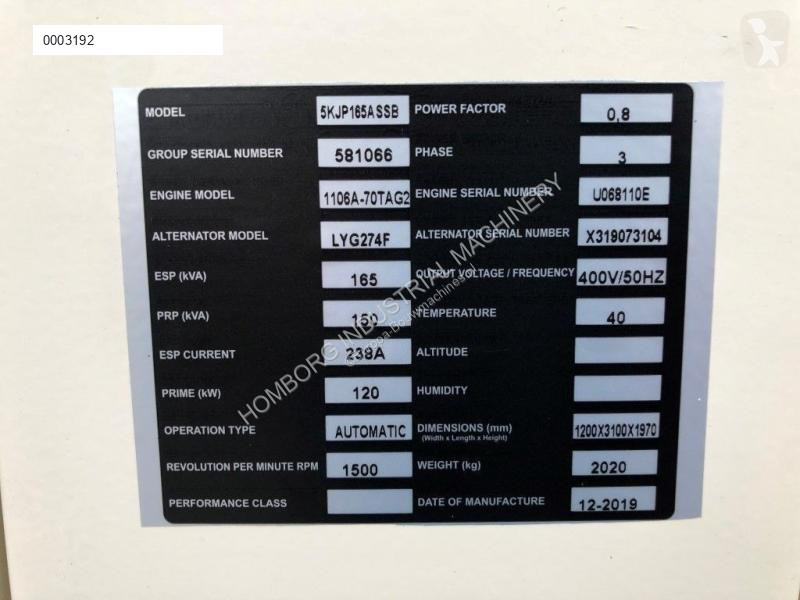 0003192
MODEL 5KJP165ASSB POWER FACTOR 0,8
GROUP SERIAL NUMBER 581066 PHASE 3
ENGINE MODEL 1106A-70TAG2 ENGINE SERIAL NUMBER U068110E
ALTERNATOR MODEL LYG274F ALTERNATOR SERIAL NUMBER X319073104
ESP (kVA) 165 OUTPUT VOLTAGE / FREQUENCY 400V/50HZ
PRP (kVA) 150 TEMPERATURE 40
ESP CURRENT 238A ALTITUDE
PRIME (kW) 120 HUMIDITY
OPERATION TYPE AUTOMATIC DIMENSIONS (mm) 1200X3100X1970
(Width x Length x Height)
REVOLUTION PER MINUTE RPM 1500 WEIGHT (kg) 2020
PERFORMANCE CLASS DATE OF MANUFACTURE 12-2019
HOMBORG INDUSTRIAL MACHINERY